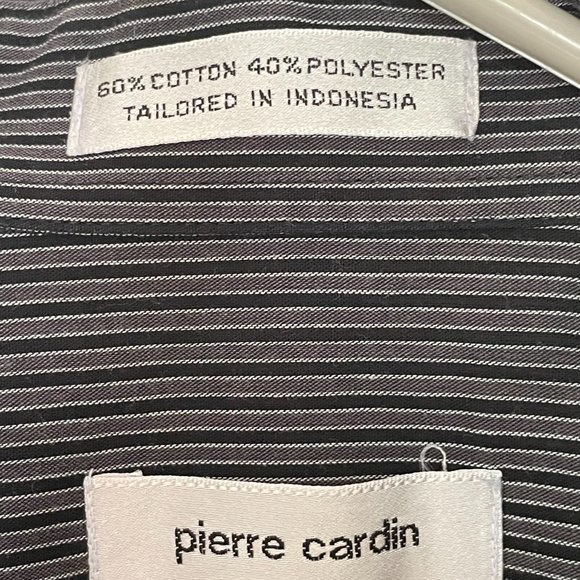 60% COTTON 40% POLYESTER
TAILORED IN INDONESIA
pierre cardin